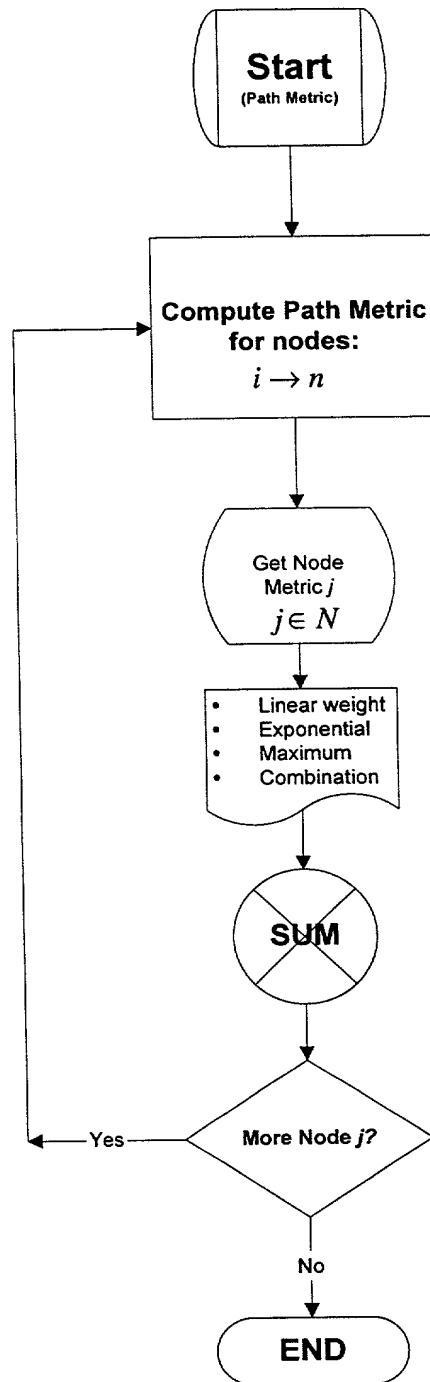 Start
(Path Metric)
Compute Path Metric
for nodes:
i → n
Get Node
Metric j
j ∈ N
• Linear weight
• Exponential
• Maximum
• Combination
SUM
More Node j?
Yes
No
END